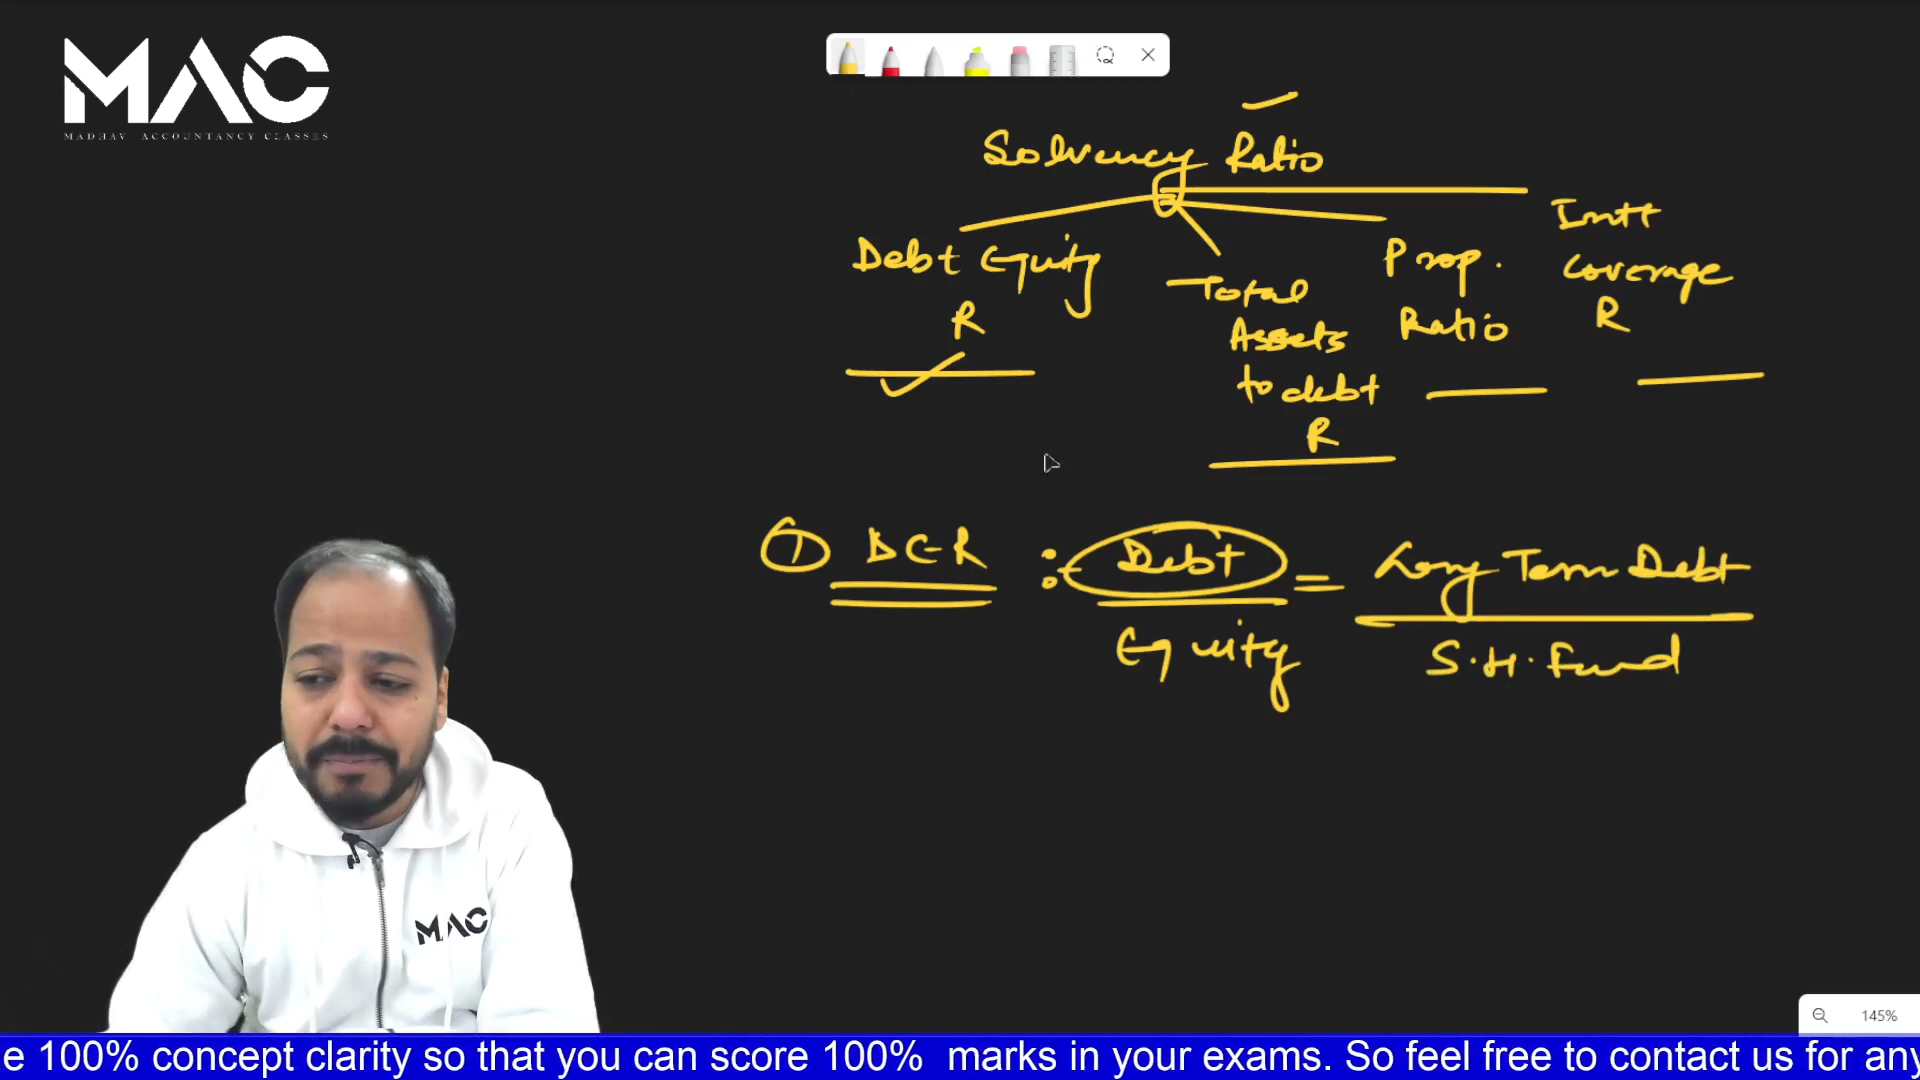 MAC
MADHAV ACCOUNTANCY CLASSES
Solvency Ratio
Debt Equity
R
Total
Assets
to debt
R
Prop.
Ratio
Intt
coverage
R
① DER :- Debt = Long Term Debt
Equity S.H. Fund
MAC
145%
e 100% concept clarity so that you can score 100% marks in your exams. So feel free to contact us for any